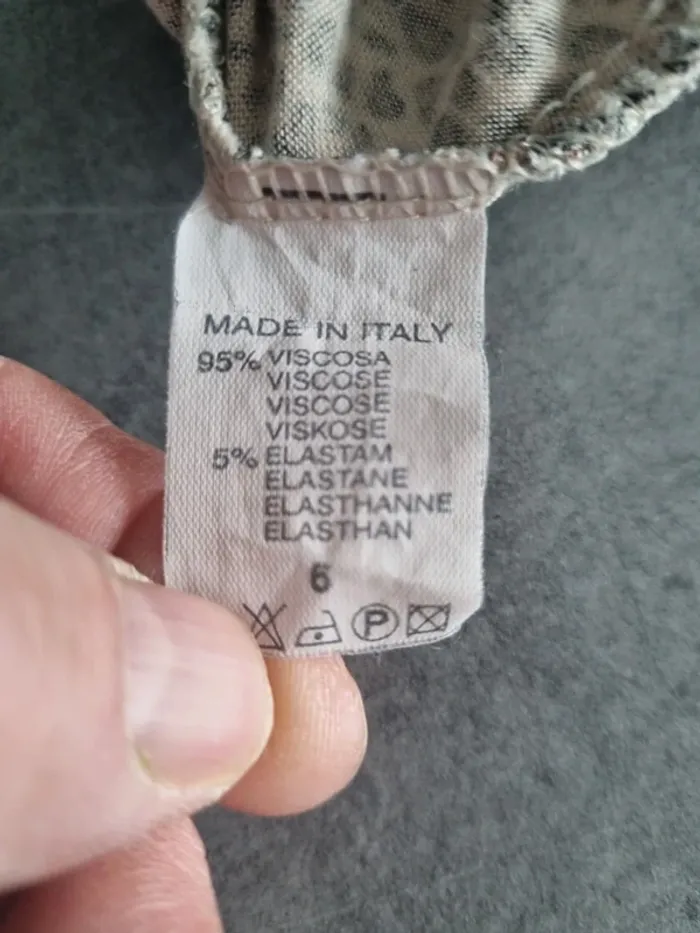 MADE IN ITALY
95% VISCOSA
VISCOSE
VISCOSE
VISKOSE
5% ELASTAM
ELASTANE
ELASTHANNE
ELASTHAN
6
P